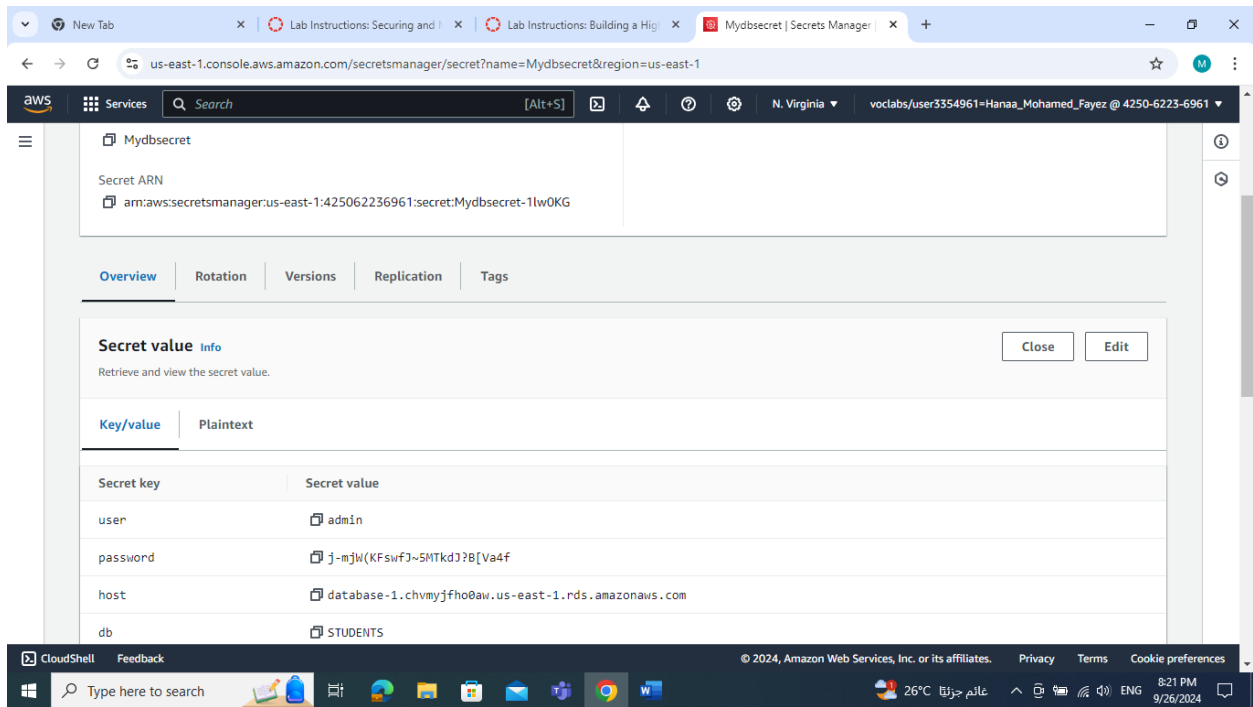 New Tab
Lab Instructions: Securing and M
Lab Instructions: Building a Hig
Mydbsecret | Secrets Manager |
us-east-1.console.aws.amazon.com/secretsmanager/secret?name=Mydbsecret&region=us-east-1
M
aws
Services
Search
[Alt+S]
N. Virginia
voclabs/user3354961=Hanaa_Mohamed_Fayez @ 4250-6223-6961
Mydbsecret
Secret ARN
arn:aws:secretsmanager:us-east-1:425062236961:secret:Mydbsecret-1lw0KG
Overview
Rotation
Versions
Replication
Tags
Secret value Info
Close
Edit
Retrieve and view the secret value.
Key/value
Plaintext
Secret key
Secret value
user
admin
password
j-mjW(KFswfJ~5MTkdJ?B[Va4f
host
database-1.chvmyjfho0aw.us-east-1.rds.amazonaws.com
db
STUDENTS
CloudShell
Feedback
© 2024, Amazon Web Services, Inc. or its affiliates.
Privacy
Terms
Cookie preferences
Type here to search
26°C غائم جزئيًا
ENG
8:21 PM
9/26/2024